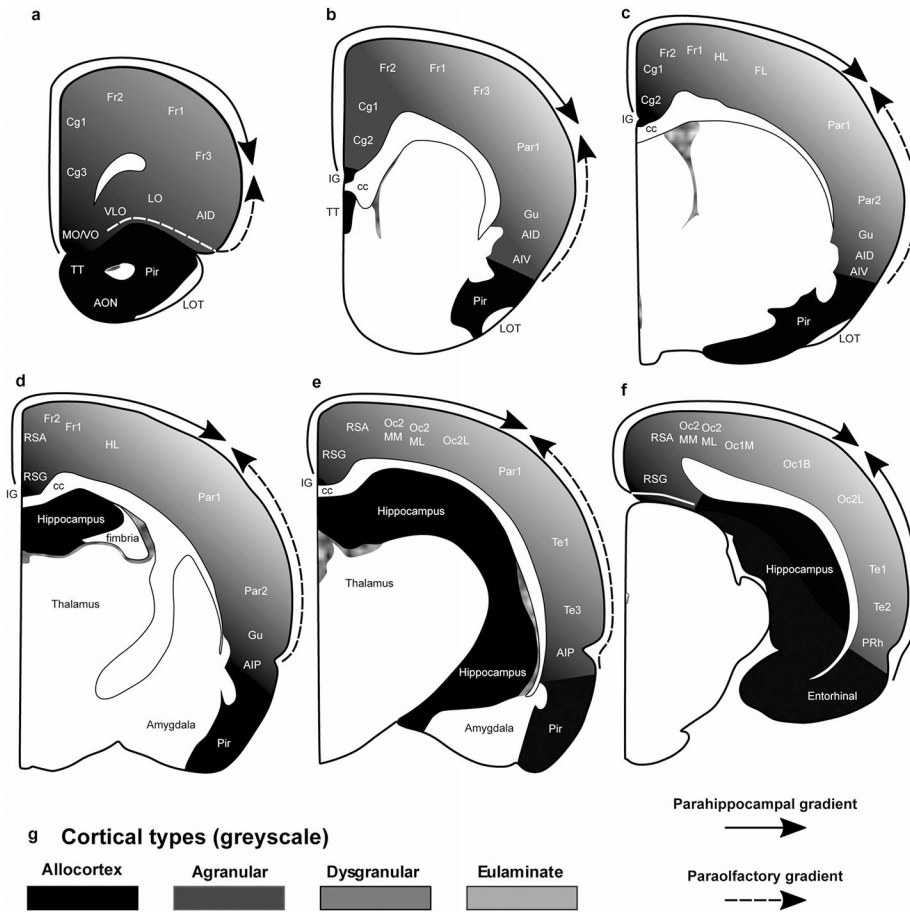 a
Fr2
Fr1
Cg1
Fr3
Cg3
LO
VLO
AID
MO/VO
TT
Pir
AON
LOT
b
Fr2
Fr1
Fr3
Cg1
Cg2
Par1
IG
cc
TT
Gu
AID
AIV
Pir
LOT
c
Fr2
Fr1
HL
Cg1
FL
Cg2
IG
cc
Par1
Par2
Gu
AID
AIV
Pir
LOT
d
Fr2
Fr1
HL
RSA
RSG
IG
cc
Par1
Hippocampus
fimbria
Thalamus
Par2
Gu
AIP
Amygdala
Pir
e
RSA
Oc2
MM
Oc2
ML
Oc2L
RSG
Par1
IG
cc
Hippocampus
Te1
Thalamus
Te3
AIP
Hippocampus
Amygdala
Pir
f
RSA
Oc2
MM
Oc2
ML
Oc1M
Oc1B
RSG
Oc2L
Hippocampus
Te1
Te2
PRh
Entorhinal
g Cortical types (greyscale)
Allocortex Agranular Dysgranular Eulaminate
Parahippocampal gradient
Paraolfactory gradient